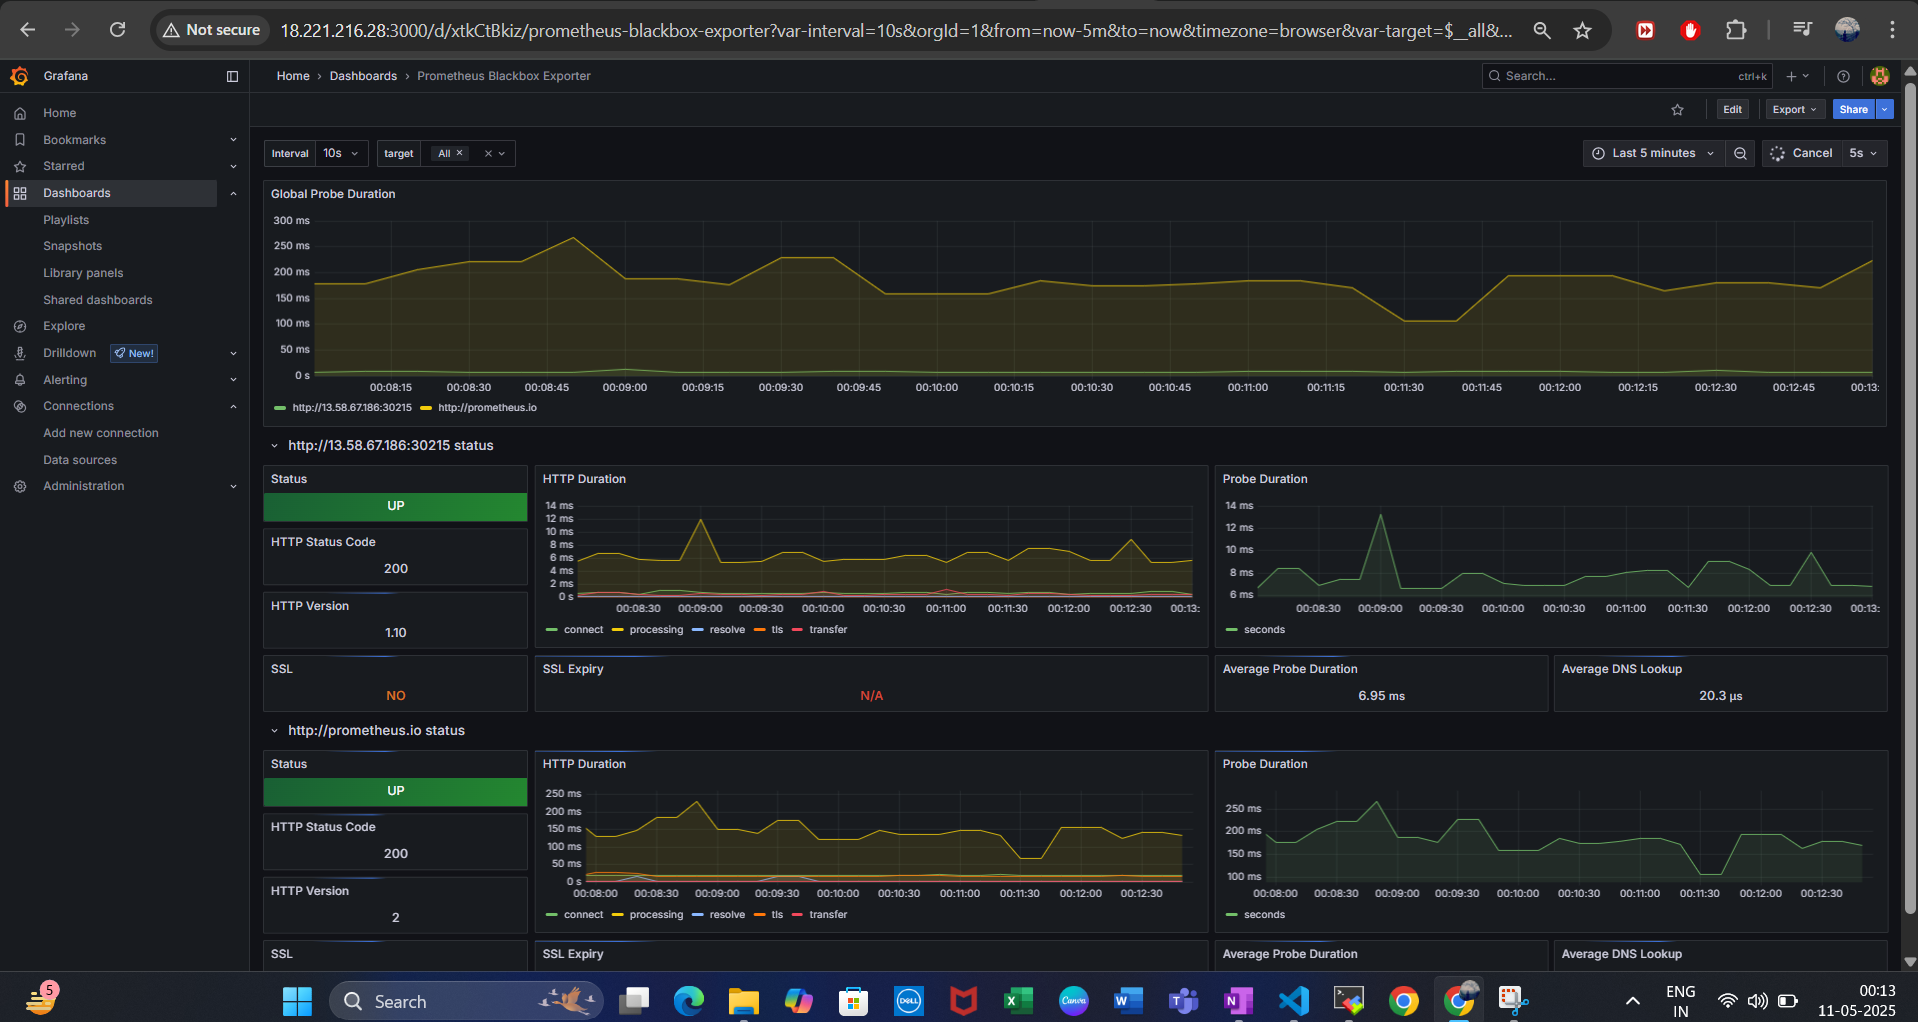 Not secure 18.221.216.28:3000/d/xtkCtBkiz/prometheus-blackbox-exporter?var-interval=10s&orgId=1&from=now-5m&to=now&timezone=browser&var-target=$__all&...
Grafana
Home › Dashboards › Prometheus Blackbox Exporter
Search... ctrl+k
Home
Bookmarks
Starred
Dashboards
Playlists
Snapshots
Library panels
Shared dashboards
Explore
Drilldown New!
Alerting
Connections
Add new connection
Data sources
Administration
Edit Export Share
Interval 10s target All
Last 5 minutes Cancel 5s
Global Probe Duration
300 ms
250 ms
200 ms
150 ms
100 ms
50 ms
0 s
00:08:15 00:08:30 00:08:45 00:09:00 00:09:15 00:09:30 00:09:45 00:10:00 00:10:15 00:10:30 00:10:45 00:11:00 00:11:15 00:11:30 00:11:45 00:12:00 00:12:15 00:12:30 00:12:45 00:13:
http://13.58.67.186:30215 http://prometheus.io
http://13.58.67.186:30215 status
Status
UP
HTTP Status Code
200
HTTP Version
1.10
SSL
NO
HTTP Duration
14 ms
12 ms
10 ms
8 ms
6 ms
4 ms
2 ms
0 s
00:08:30 00:09:00 00:09:30 00:10:00 00:10:30 00:11:00 00:11:30 00:12:00 00:12:30 00:13:
connect processing resolve tls transfer
SSL Expiry
N/A
Probe Duration
14 ms
12 ms
10 ms
8 ms
6 ms
00:08:30 00:09:00 00:09:30 00:10:00 00:10:30 00:11:00 00:11:30 00:12:00 00:12:30 00:13:
seconds
Average Probe Duration
6.95 ms
Average DNS Lookup
20.3 µs
http://prometheus.io status
Status
UP
HTTP Status Code
200
HTTP Version
2
SSL
HTTP Duration
250 ms
200 ms
150 ms
100 ms
50 ms
0 s
00:08:00 00:08:30 00:09:00 00:09:30 00:10:00 00:10:30 00:11:00 00:11:30 00:12:00 00:12:30
connect processing resolve tls transfer
SSL Expiry
Probe Duration
250 ms
200 ms
150 ms
100 ms
00:08:00 00:08:30 00:09:00 00:09:30 00:10:00 00:10:30 00:11:00 00:11:30 00:12:00 00:12:30
seconds
Average Probe Duration
Average DNS Lookup
5
Search
DELL
Canva
ENG
IN
00:13
11-05-2025